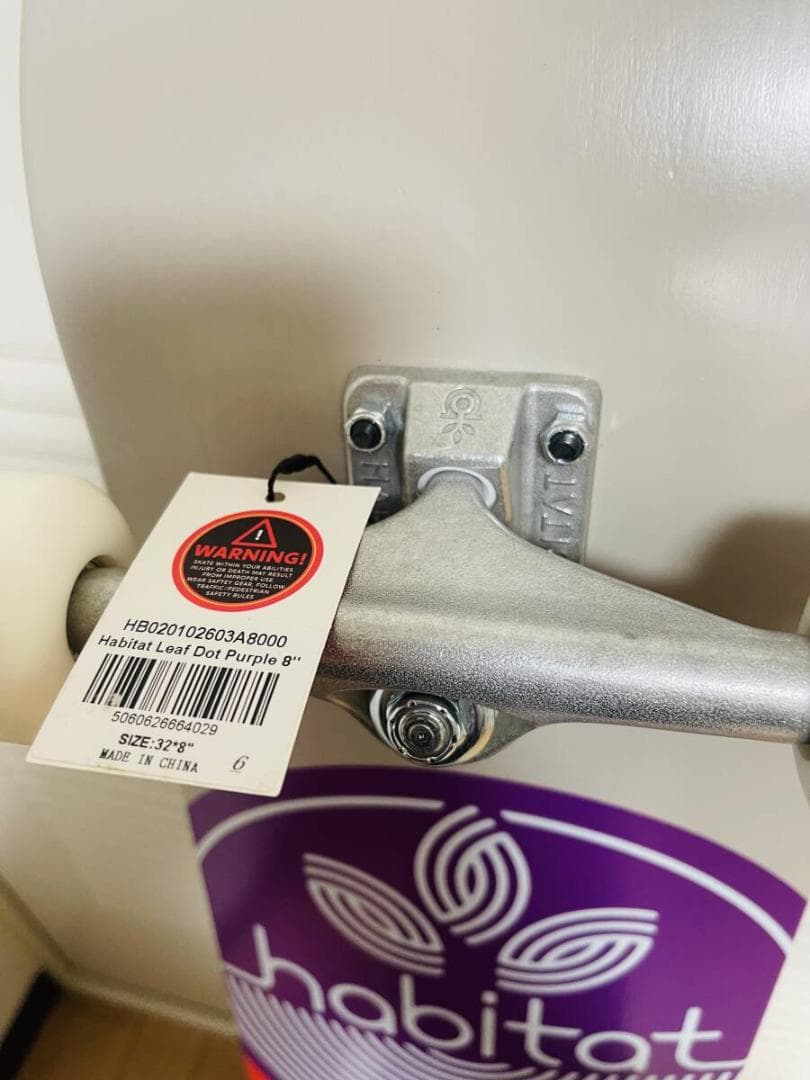 WARNING!
SKATE WITHIN YOUR ABILITIES
INJURY OR DEATH MAY RESULT
FROM IMPROPER USE
WEAR SAFTEY GEAR, FOLLOW
TRAFFIC/PEDESTRIAN
SAFETY RULES
HB020102603A8000
Habitat Leaf Dot Purple 8''
5060626664029
SIZE:32*8"
MADE IN CHINA 6
habitat